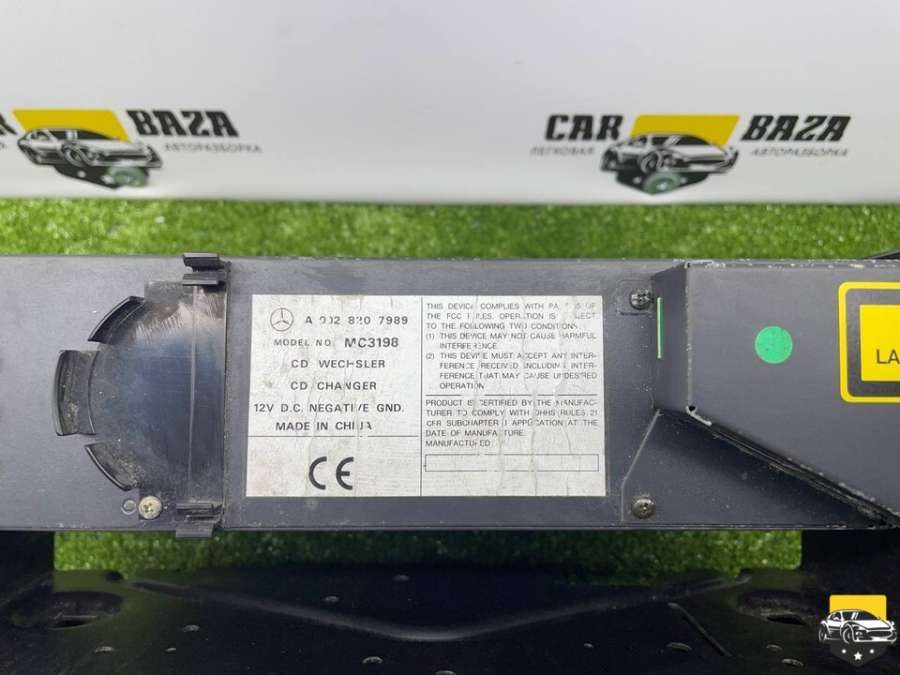 BAZA
АВТОРАЗБОРКА
CAR BAZA
ЛЕГКОВАЯ АВТОРАЗБОРКА
A 002 820 7989
MODEL NO. MC3198
CD WECHSLER
CD CHANGER
12V D.C. NEGATIVE GND.
MADE IN CHINA
CE
THIS DEVICE COMPLIES WITH PART 15 OF
THE FCC RULES. OPERATION IS SUBJECT
TO THE FOLLOWING TWO CONDITIONS:
(1) THIS DEVICE MAY NOT CAUSE HARMFUL
INTERFERENCE.
(2) THIS DEVICE MUST ACCEPT ANY INTER-
FERENCE RECEIVED, INCLUDING INTER-
FERENCE THAT MAY CAUSE UNDESIRED
OPERATION.
PRODUCT IS CERTIFIED BY THE MANUFAC-
TURER TO COMPLY WITH DHHS RULES 21
CFR SUBCHAPTER J APPLICATION AT THE
DATE OF MANUFACTURE.
MANUFACTURED:
LA